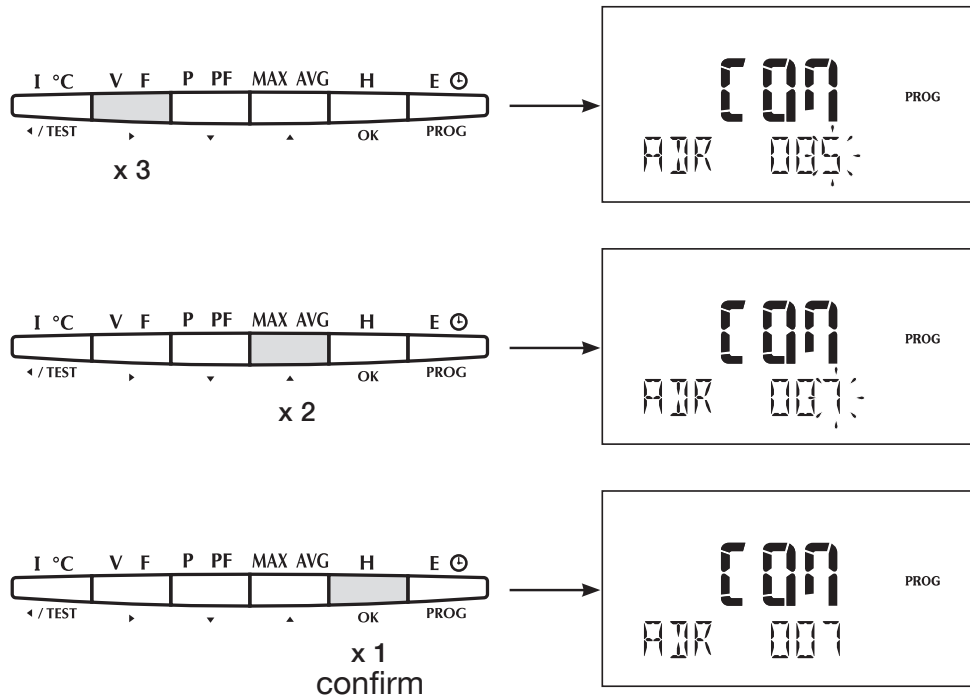 COM
I °C V F P PF MAX AVG H E
PROG
/ TEST OK PROG
ADR 005
x 3
COM
I °C V F P PF MAX AVG H E
PROG
/ TEST OK PROG
ADR 007
x 2
COM
I °C V F P PF MAX AVG H E
PROG
/ TEST OK PROG
ADR 007
x 1
confirm